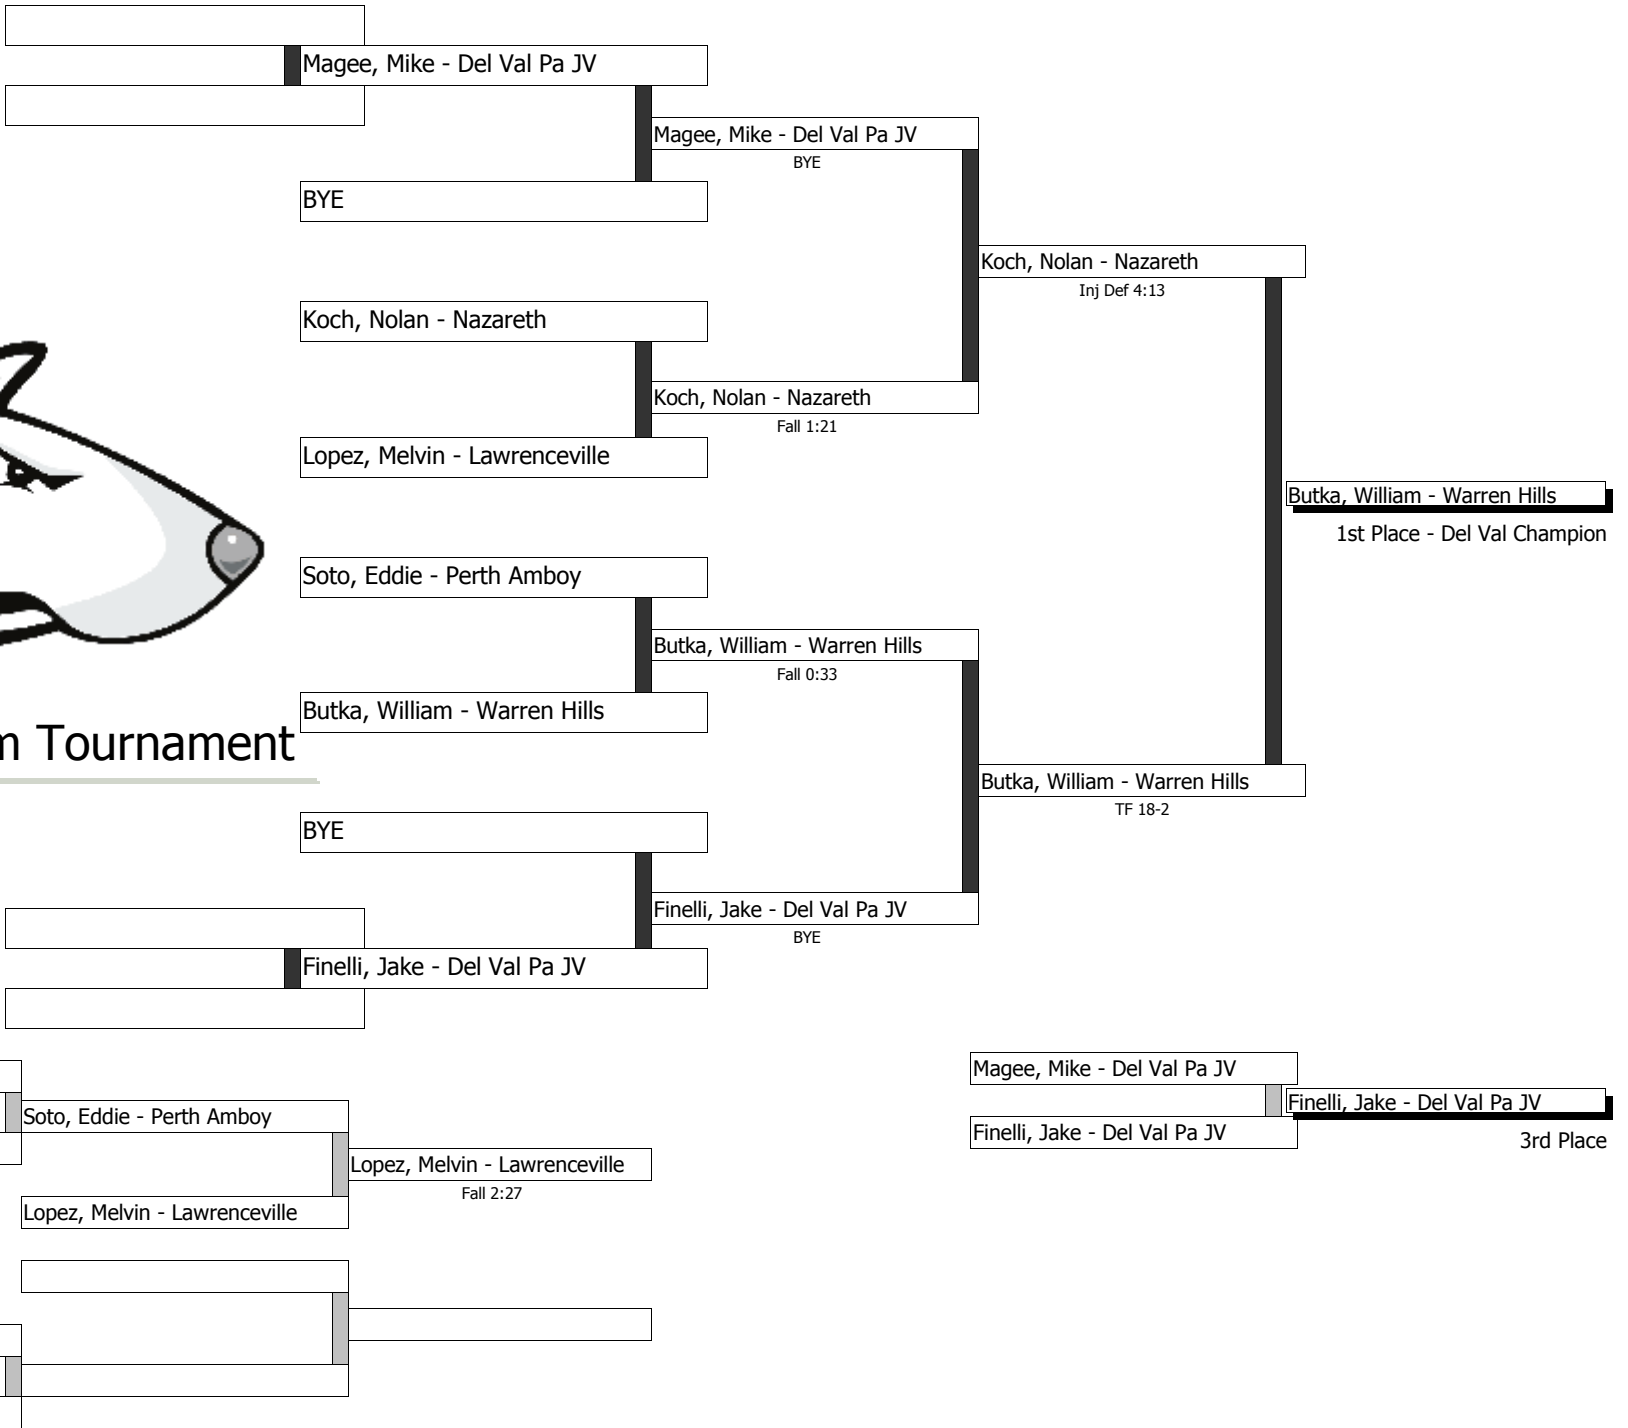 Magee, Mike - Del Val Pa JV
Magee, Mike - Del Val Pa JV
BYE
BYE
Koch, Nolan - Nazareth
Inj Def 4:13
Koch, Nolan - Nazareth
Koch, Nolan - Nazareth
Fall 1:21
Lopez, Melvin - Lawrenceville
Butka, William - Warren Hills
1st Place - Del Val Champion
Soto, Eddie - Perth Amboy
Butka, William - Warren Hills
Fall 0:33
Butka, William - Warren Hills
m Tournament
Butka, William - Warren Hills
TF 18-2
BYE
Finelli, Jake - Del Val Pa JV
BYE
Finelli, Jake - Del Val Pa JV
Magee, Mike - Del Val Pa JV
Finelli, Jake - Del Val Pa JV
Finelli, Jake - Del Val Pa JV
3rd Place
Soto, Eddie - Perth Amboy
Lopez, Melvin - Lawrenceville
Fall 2:27
Lopez, Melvin - Lawrenceville